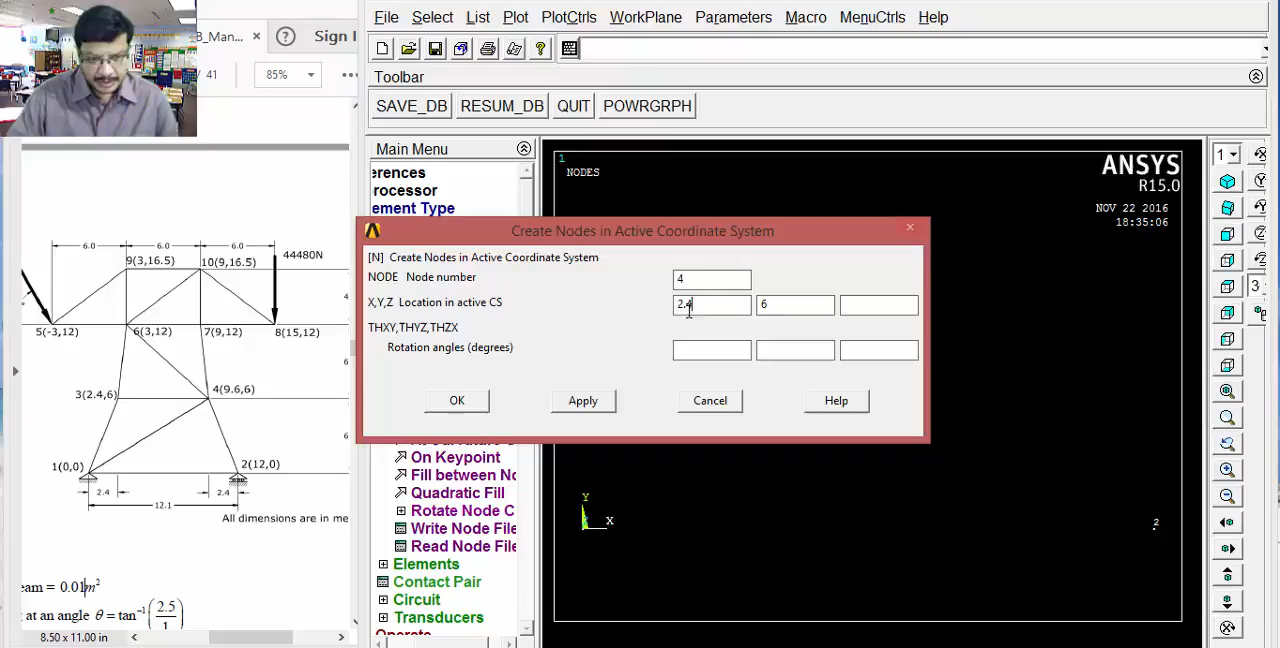 B_Man...
Sign I
/ 41
85%
6.0
6.0
6.0
44480N
9(3,16.5)
10(9,16.5)
5(-3,12)
6(3,12)
7(9,12)
8(15,12)
3(2.4,6)
4(9.6,6)
6
6
1(0,0)
2(12,0)
2.4
2.4
12.1
All dimensions are in me
eam = 0.01m²
at an angle θ = tan⁻¹(2.5/1)
8.50 x 11.00 in
File Select List Plot PlotCtrls WorkPlane Parameters Macro MenuCtrls Help
Toolbar
SAVE_DB RESUM_DB QUIT POWRGRPH
Main Menu
erences
rocessor
ement Type
On Keypoint
Fill between No
Quadratic Fill
Rotate Node C
Write Node File
Read Node File
Elements
Contact Pair
Circuit
Transducers
Operate
Create Nodes in Active Coordinate System
[N] Create Nodes in Active Coordinate System
NODE Node number
4
X,Y,Z Location in active CS
2.4 6
THXY,THYZ,THZX
Rotation angles (degrees)
OK Apply Cancel Help
1
NODES
ANSYS
R15.0
NOV 22 2016
18:35:06
Y
X
2
1
3